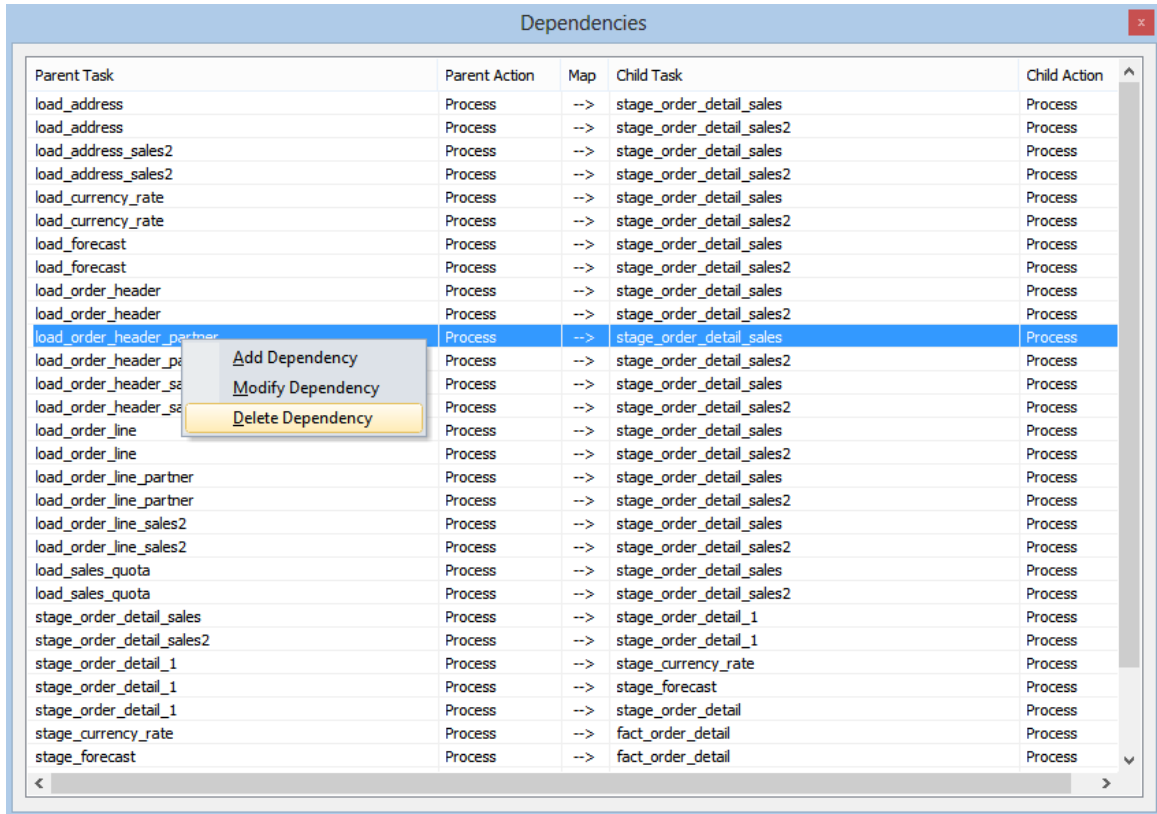 Dependencies
x
Parent Task Parent Action Map Child Task Child Action
load_address Process --> stage_order_detail_sales Process
load_address Process --> stage_order_detail_sales2 Process
load_address_sales2 Process --> stage_order_detail_sales Process
load_address_sales2 Process --> stage_order_detail_sales2 Process
load_currency_rate Process --> stage_order_detail_sales Process
load_currency_rate Process --> stage_order_detail_sales2 Process
load_forecast Process --> stage_order_detail_sales Process
load_forecast Process --> stage_order_detail_sales2 Process
load_order_header Process --> stage_order_detail_sales Process
load_order_header Process --> stage_order_detail_sales2 Process
load_order_header_partner Process --> stage_order_detail_sales Process
load_order_header_pa Process --> stage_order_detail_sales2 Process
load_order_header_sa Process --> stage_order_detail_sales Process
load_order_header_sa Process --> stage_order_detail_sales2 Process
load_order_line Process --> stage_order_detail_sales Process
load_order_line Process --> stage_order_detail_sales2 Process
load_order_line_partner Process --> stage_order_detail_sales Process
load_order_line_partner Process --> stage_order_detail_sales2 Process
load_order_line_sales2 Process --> stage_order_detail_sales Process
load_order_line_sales2 Process --> stage_order_detail_sales2 Process
load_sales_quota Process --> stage_order_detail_sales Process
load_sales_quota Process --> stage_order_detail_sales2 Process
stage_order_detail_sales Process --> stage_order_detail_1 Process
stage_order_detail_sales2 Process --> stage_order_detail_1 Process
stage_order_detail_1 Process --> stage_currency_rate Process
stage_order_detail_1 Process --> stage_forecast Process
stage_order_detail_1 Process --> stage_order_detail Process
stage_currency_rate Process --> fact_order_detail Process
stage_forecast Process --> fact_order_detail Process
Add Dependency
Modify Dependency
Delete Dependency